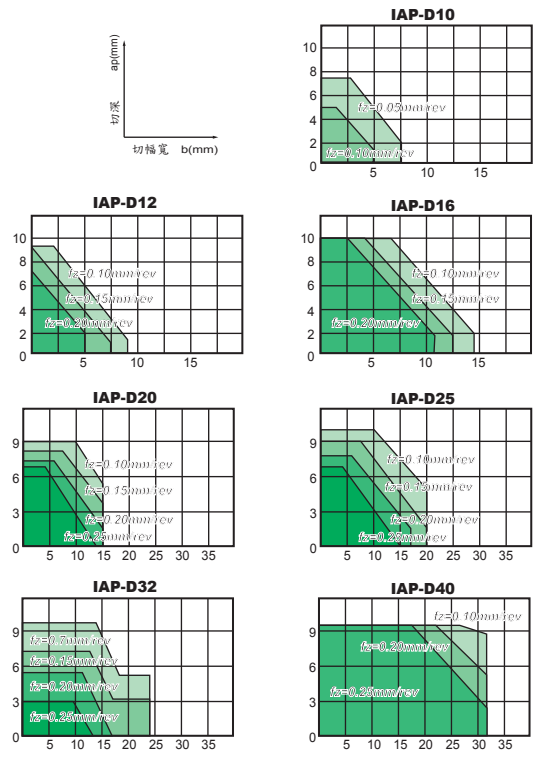 IAP-D10
ap(mm)
切深
切幅寬 b(mm)
10
8
6
4
2
0
5 10 15
fz=0.05mm/rev
fz=0.10mm/rev
IAP-D12
10
8
6
4
2
0
5 10 15
fz=0.10mm/rev
fz=0.15mm/rev
fz=0.20mm/rev
IAP-D16
10
8
6
4
2
0
5 10 15
fz=0.10mm/rev
fz=0.15mm/rev
fz=0.20mm/rev
IAP-D20
9
6
3
0
5 10 15 20 25 30 35
fz=0.10mm/rev
fz=0.15mm/rev
fz=0.20mm/rev
fz=0.25mm/rev
IAP-D25
9
6
3
0
5 10 15 20 25 30 35
fz=0.10mm/rev
fz=0.15mm/rev
fz=0.20mm/rev
fz=0.25mm/rev
IAP-D32
9
6
3
0
5 10 15 20 25 30 35
fz=0.7mm/rev
fz=0.15mm/rev
fz=0.20mm/rev
fz=0.25mm/rev
IAP-D40
9
6
3
0
5 10 15 20 25 30 35
fz=0.10mm/rev
fz=0.20mm/rev
fz=0.25mm/rev